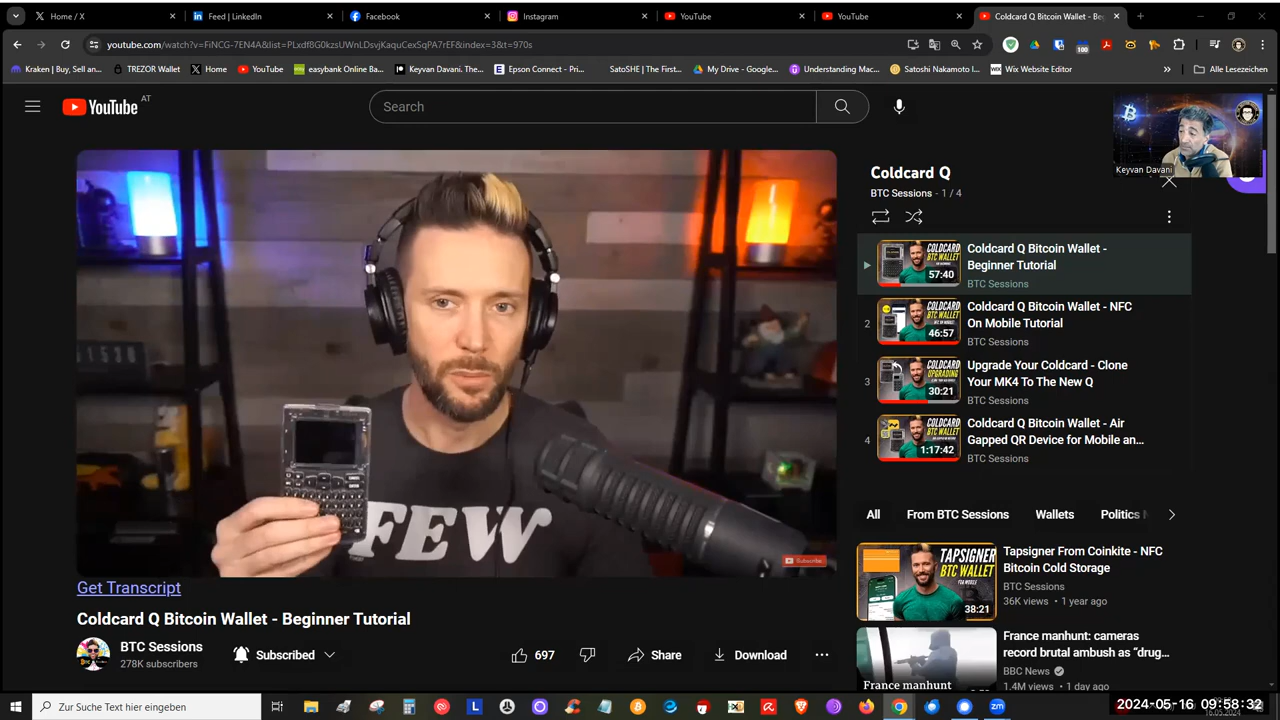 Home / X
Feed | LinkedIn
Facebook
Instagram
YouTube
YouTube
Coldcard Q Bitcoin Wallet - Be
youtube.com/watch?v=FiNCG-7EN4A&list=PLxdf8G0kzsUWnLDsvjKaquCexSqPA7rEF&index=3&t=970s
100
Kraken | Buy, Sell an...
TREZOR Wallet
Home
YouTube
easybank Online Ba...
Keyvan Davani. The...
Epson Connect - Pri...
SatoSHE | The First...
My Drive - Google...
Understanding Mac...
Satoshi Nakamoto I...
WIX
Wix Website Editor
Alle Lesezeichen
YouTube
AT
Search
Keyvan Davani
FEW
Subscribe
Coldcard Q
BTC Sessions - 1 / 4
57:40
Coldcard Q Bitcoin Wallet -
Beginner Tutorial
BTC Sessions
2
46:57
Coldcard Q Bitcoin Wallet - NFC
On Mobile Tutorial
BTC Sessions
3
30:21
Upgrade Your Coldcard - Clone
Your MK4 To The New Q
BTC Sessions
4
1:17:42
Coldcard Q Bitcoin Wallet - Air
Gapped QR Device for Mobile an...
BTC Sessions
All
From BTC Sessions
Wallets
Politics
TAPSIGNER
BTC WALLET
38:21
Tapsigner From Coinkite - NFC
Bitcoin Cold Storage
BTC Sessions
36K views • 1 year ago
France manhunt
France manhunt: cameras
record brutal ambush as “drug...
BBC News
1.4M views • 1 day ago
Get Transcript
Coldcard Q Bitcoin Wallet - Beginner Tutorial
BTC Sessions
278K subscribers
Subscribed
697
Share
Download
Zur Suche Text hier eingeben
zm
2024-05-16 09:58:32